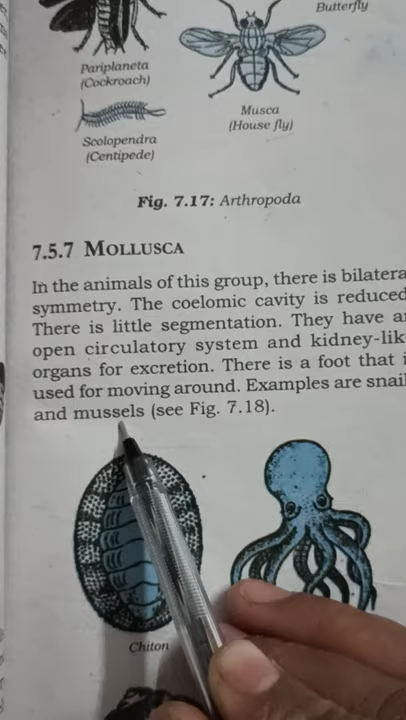 Butterfly
Pariplaneta
(Cockroach)
Musca
(House fly)
Scolopendra
(Centipede)
Fig. 7.17: Arthropoda
7.5.7 MOLLUSCA
In the animals of this group, there is bilatera
symmetry. The coelomic cavity is reduced
There is little segmentation. They have a
open circulatory system and kidney-lik
organs for excretion. There is a foot that i
used for moving around. Examples are snail
and mussels (see Fig. 7.18).
Chiton